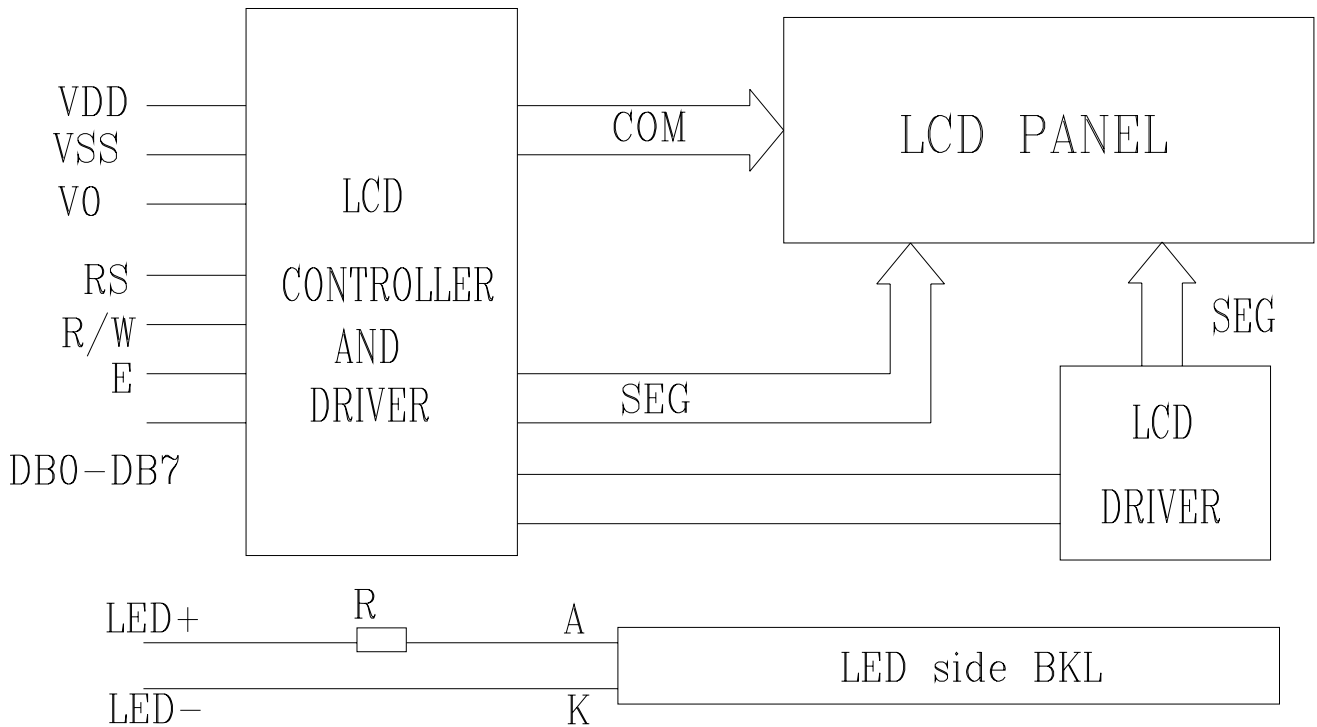 VDD
VSS
V0
RS
R/W
E
DB0-DB7
LCD
CONTROLLER
AND
DRIVER
COM
SEG
LCD PANEL
SEG
LCD
DRIVER
LED+
R
A
LED side BKL
LED-
K